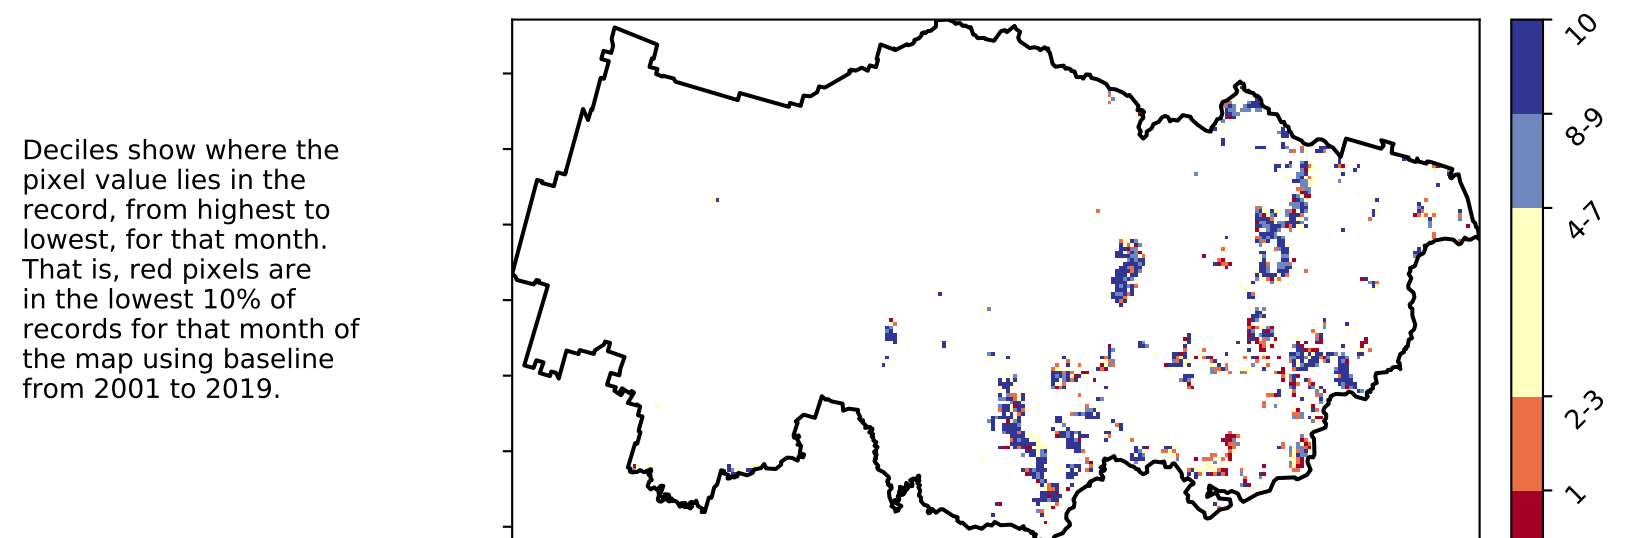 Deciles show where the
pixel value lies in the
record, from highest to
lowest, for that month.
That is, red pixels are
in the lowest 10% of
records for that month of
the map using baseline
from 2001 to 2019.
10
8-9
4-7
2-3
1